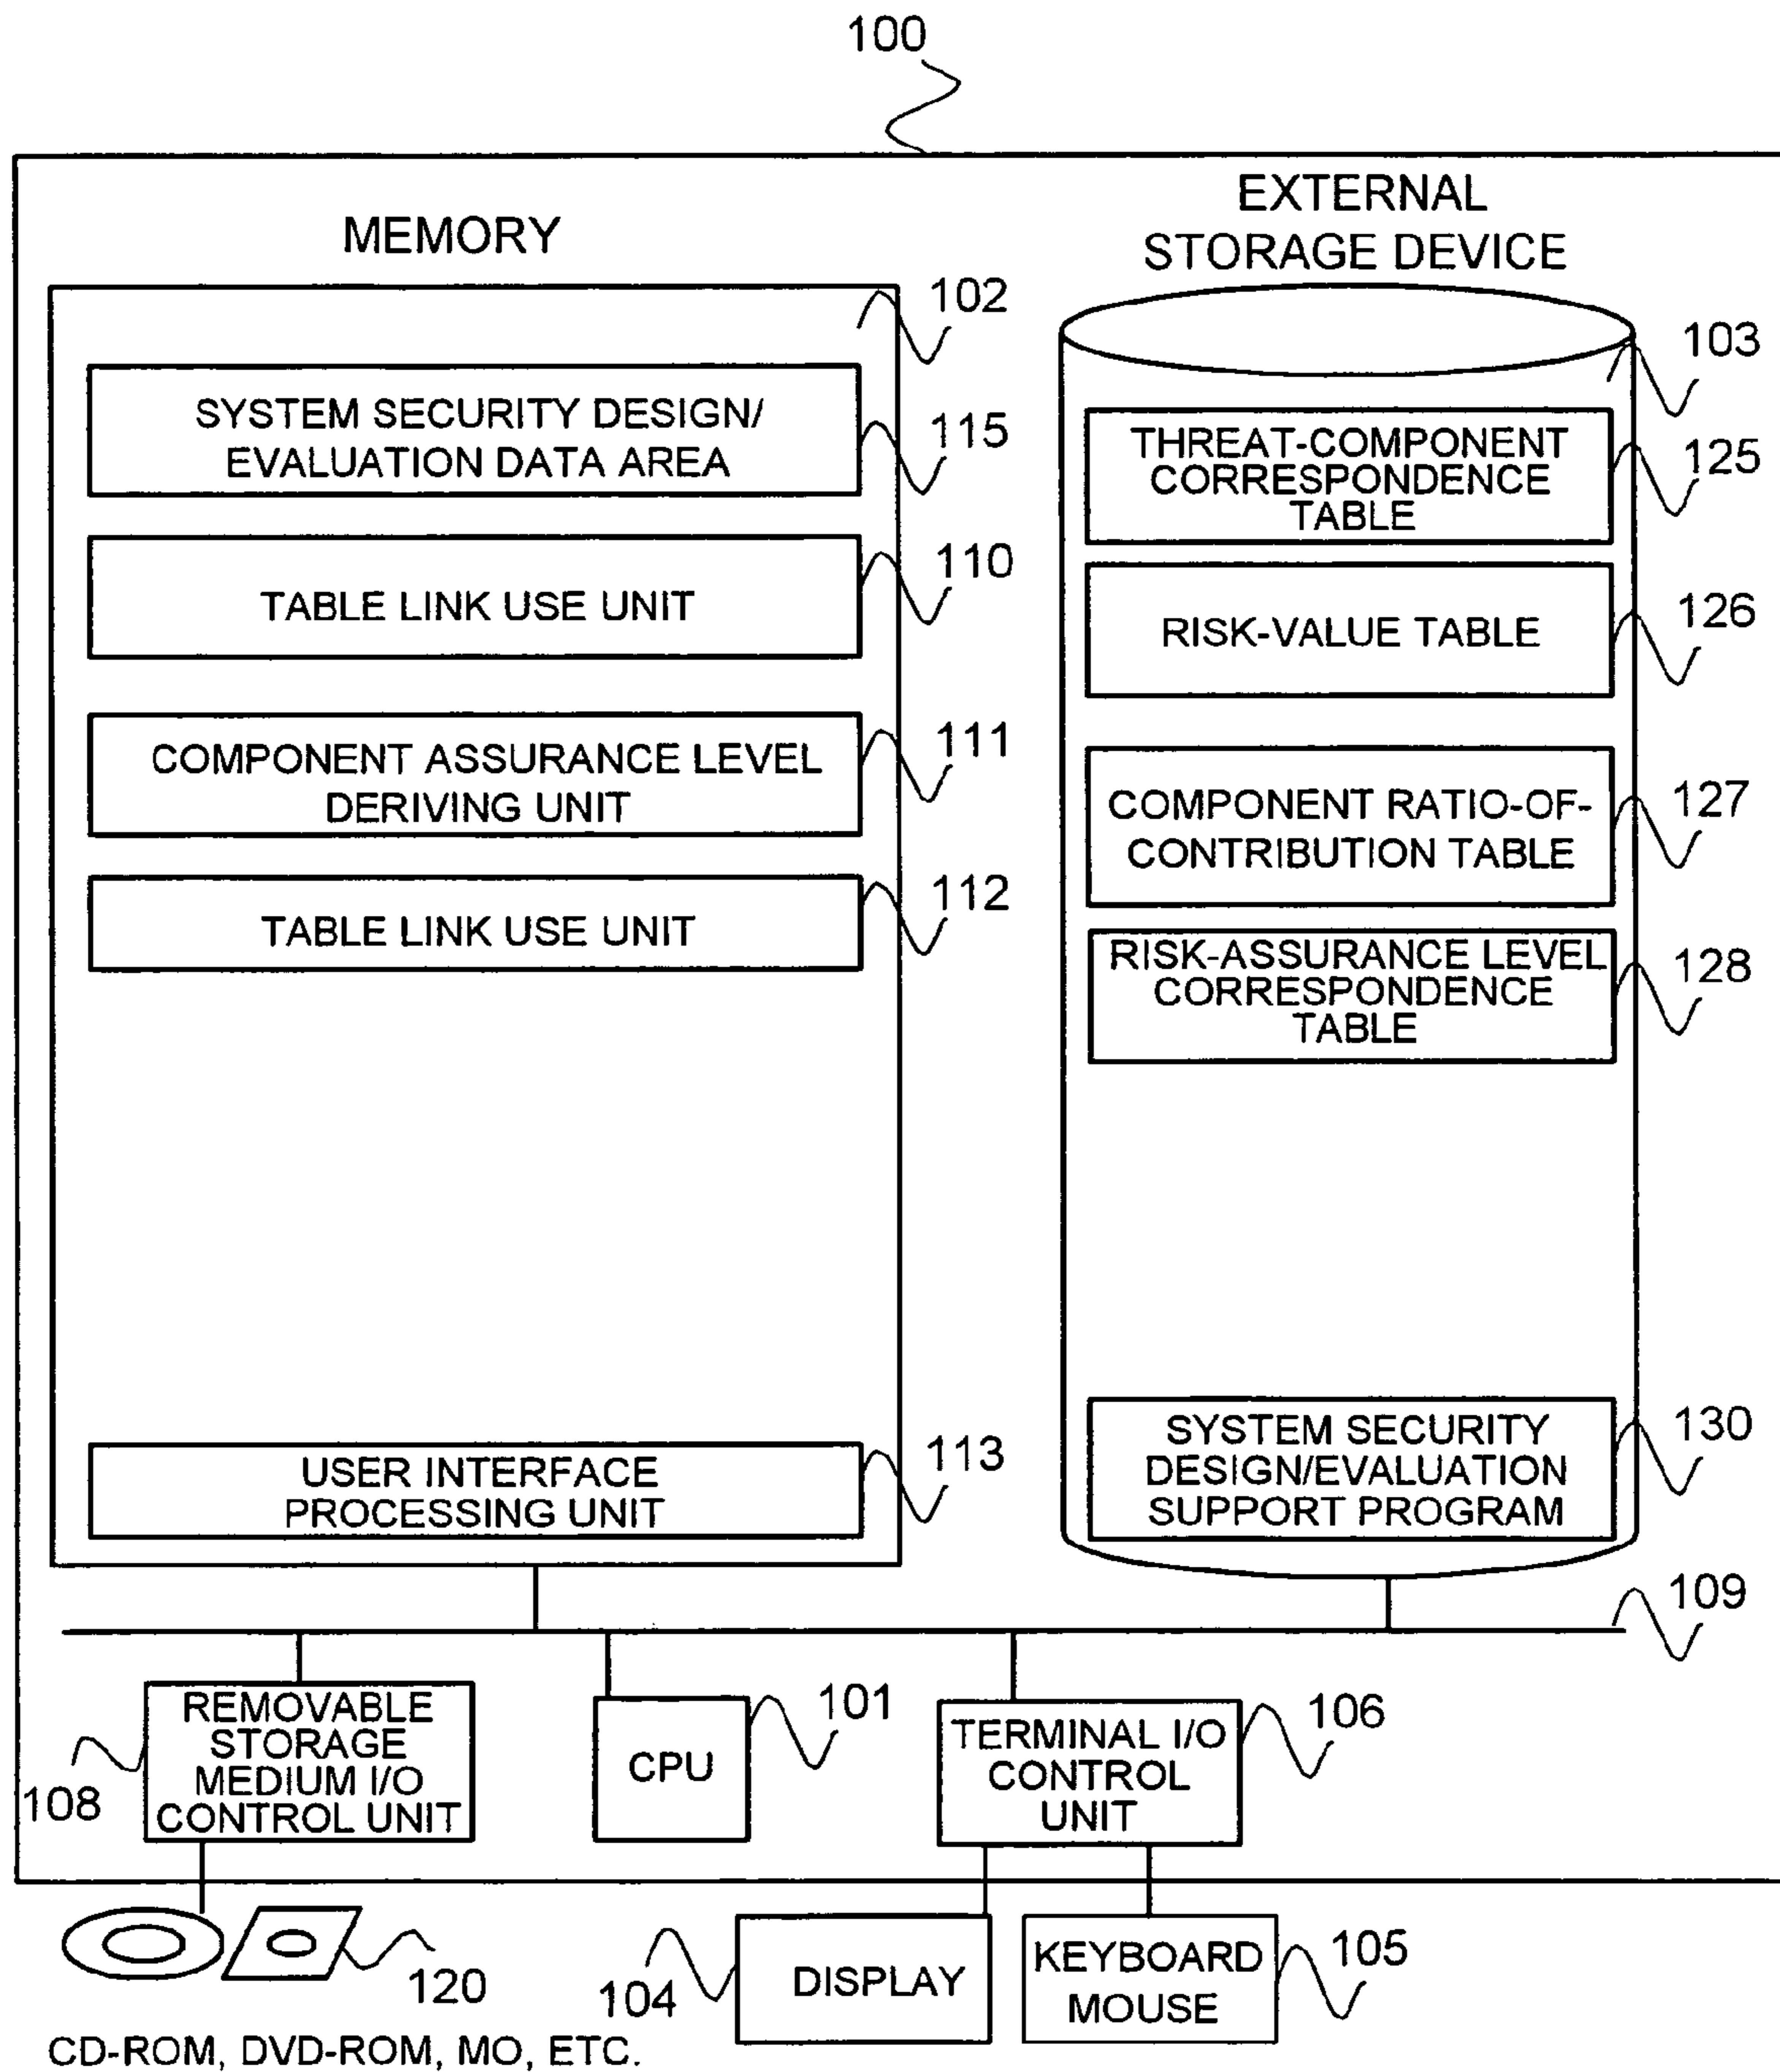 100
MEMORY
EXTERNAL
STORAGE DEVICE
102
103
SYSTEM SECURITY DESIGN/
EVALUATION DATA AREA
115
THREAT-COMPONENT
CORRESPONDENCE
TABLE
125
TABLE LINK USE UNIT
110
RISK-VALUE TABLE
126
COMPONENT ASSURANCE LEVEL
DERIVING UNIT
111
COMPONENT RATIO-OF-
CONTRIBUTION TABLE
127
TABLE LINK USE UNIT
112
RISK-ASSURANCE LEVEL
CORRESPONDENCE
TABLE
128
USER INTERFACE
PROCESSING UNIT
113
SYSTEM SECURITY
DESIGN/EVALUATION
SUPPORT PROGRAM
130
109
REMOVABLE
STORAGE
MEDIUM I/O
CONTROL UNIT
108
CPU
101
TERMINAL I/O
CONTROL
UNIT
106
120
104
DISPLAY
KEYBOARD
MOUSE
105
CD-ROM, DVD-ROM, MO, ETC.